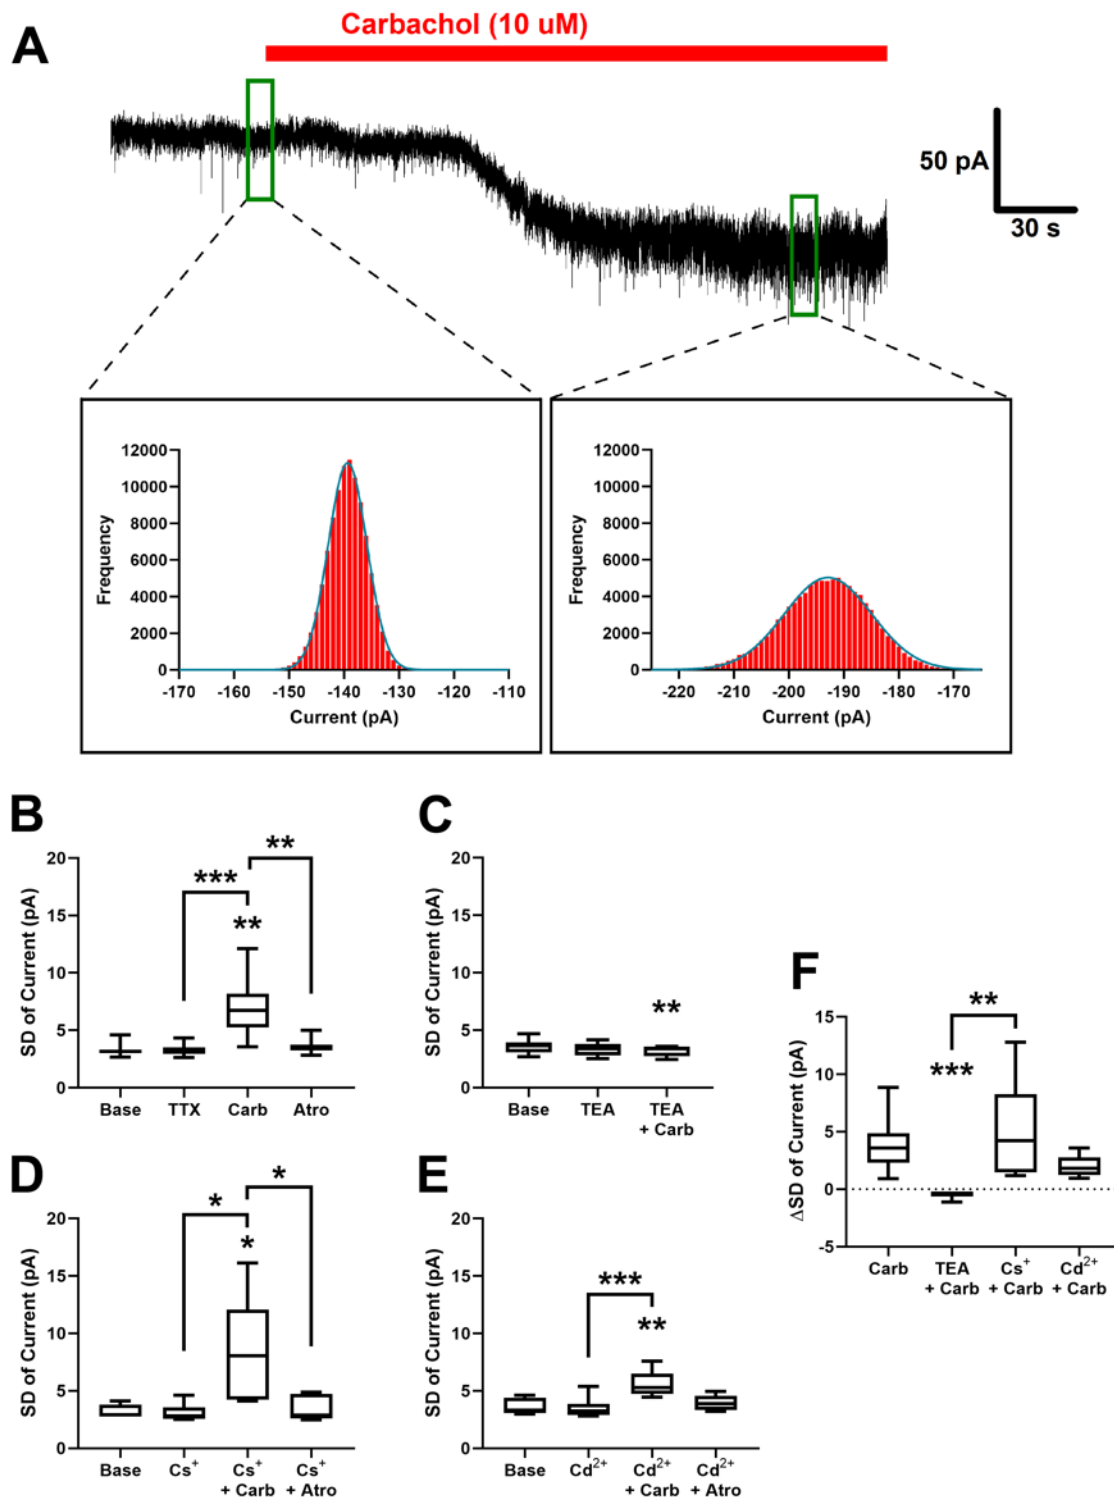 A
Carbachol (10 uM)
50 pA
30 s
12000
10000
8000
6000
4000
2000
0
Frequency
-170 -160 -150 -140 -130 -120 -110
Current (pA)
12000
10000
8000
6000
4000
2000
0
Frequency
-220 -210 -200 -190 -180 -170
Current (pA)
B
20
15
10
5
0
SD of Current (pA)
*** ** **
Base TTX Carb Atro
C
20
15
10
5
0
SD of Current (pA)
**
Base TEA TEA + Carb
D
20
15
10
5
0
SD of Current (pA)
* * *
Base Cs⁺ Cs⁺ + Carb Cs⁺ + Atro
E
20
15
10
5
0
SD of Current (pA)
*** **
Base Cd²⁺ Cd²⁺ + Carb Cd²⁺ + Atro
F
15
10
5
0
-5
ΔSD of Current (pA)
*** **
Carb TEA + Carb Cs⁺ + Carb Cd²⁺ + Carb